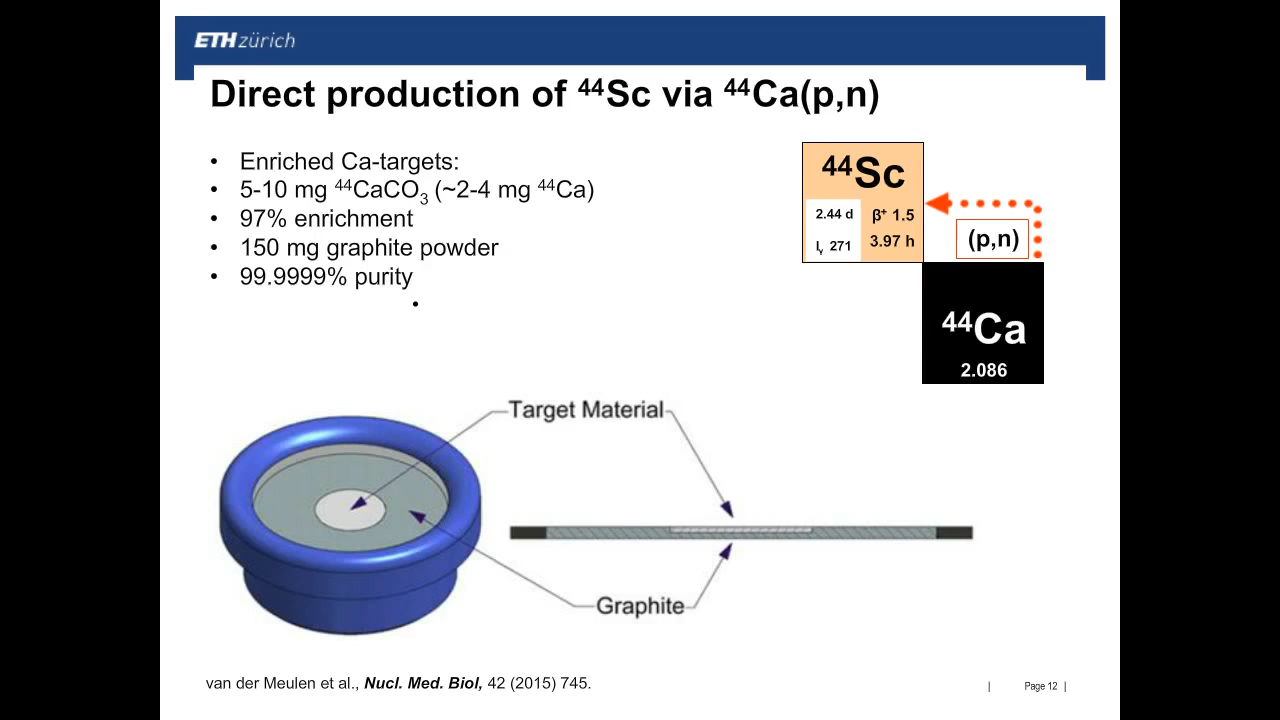 ETH zürich
Direct production of ⁴⁴Sc via ⁴⁴Ca(p,n)
• Enriched Ca-targets:
• 5-10 mg ⁴⁴CaCO₃ (~2-4 mg ⁴⁴Ca)
• 97% enrichment
• 150 mg graphite powder
• 99.9999% purity
•
⁴⁴Sc
2.44 d β⁺ 1.5
Iᵧ 271 3.97 h
(p,n)
⁴⁴Ca
2.086
Target Material
Graphite
van der Meulen et al., Nucl. Med. Biol, 42 (2015) 745.
| Page 12 |